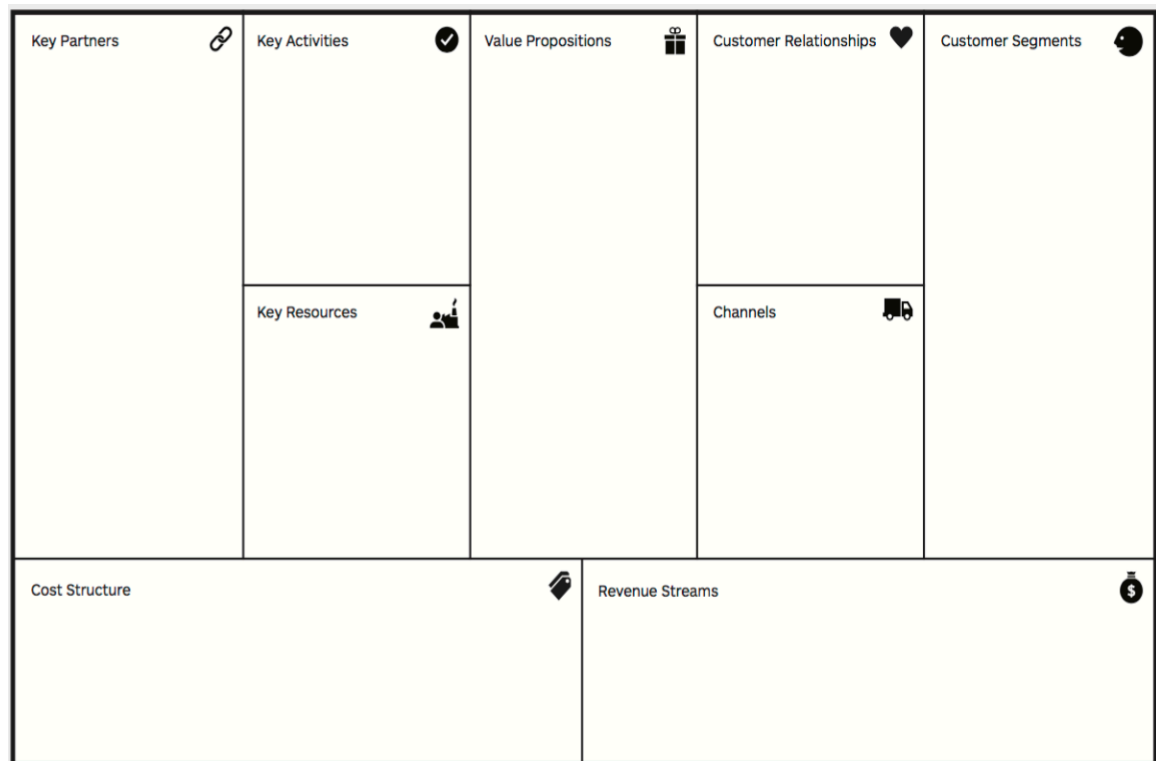 Key Partners
Key Activities
Value Propositions
Customer Relationships
Customer Segments
Key Resources
Channels
Cost Structure
Revenue Streams
$